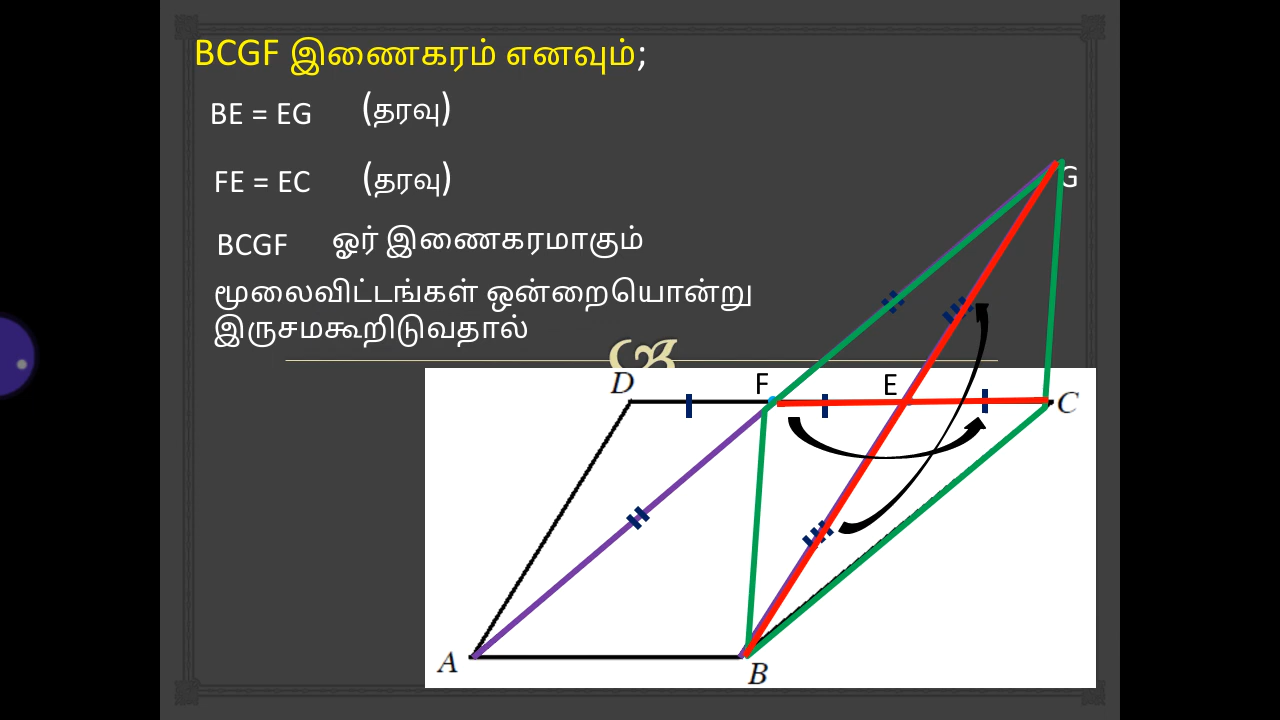 BCGF இணைகரம் எனவும்;
BE = EG (தரவு)
FE = EC (தரவு)
BCGF ஓர் இணைகரமாகும்
மூலைவிட்டங்கள் ஒன்றையொன்று
இருசமகூறிடுவதால்
G
D F E C
A B